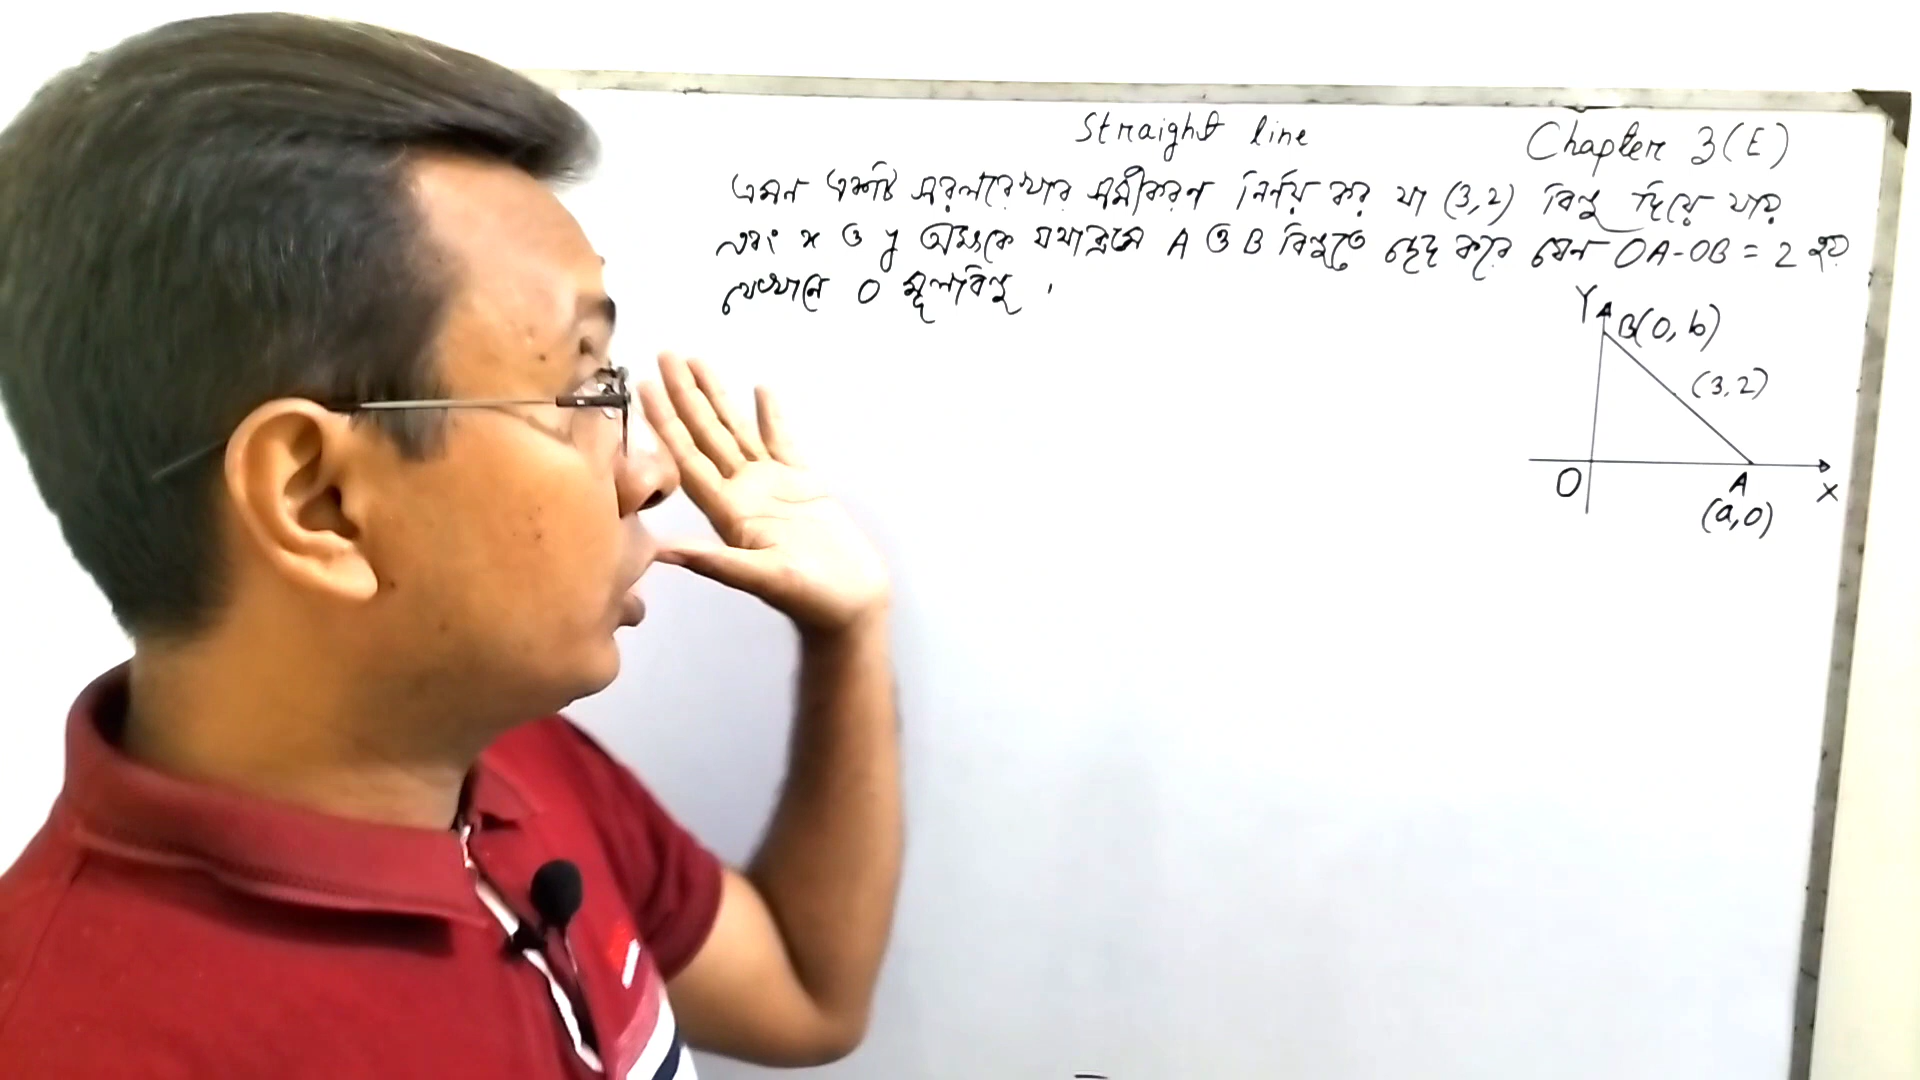 Straight line
Chapter 3(E)
এমন একটি সরলরেখার সমীকরণ নির্ণয় কর যা (3,2) বিন্দু দিয়ে যায়
এবং x ও y অক্ষকে যথাক্রমে A ও B বিন্দুতে ছেদ করে যেন OA-OB = 2 হয়
যেখানে O মূলবিন্দু ।
Y
B(0, b)
(3,2)
O
A
X
(a,0)